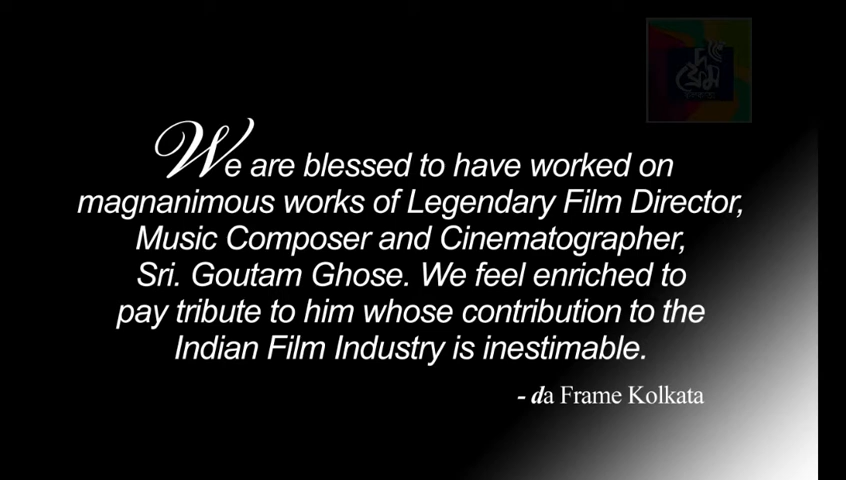 দ্য
ফ্রেম
We are blessed to have worked on
magnanimous works of Legendary Film Director,
Music Composer and Cinematographer,
Sri. Goutam Ghose. We feel enriched to
pay tribute to him whose contribution to the
Indian Film Industry is inestimable.
- da Frame Kolkata